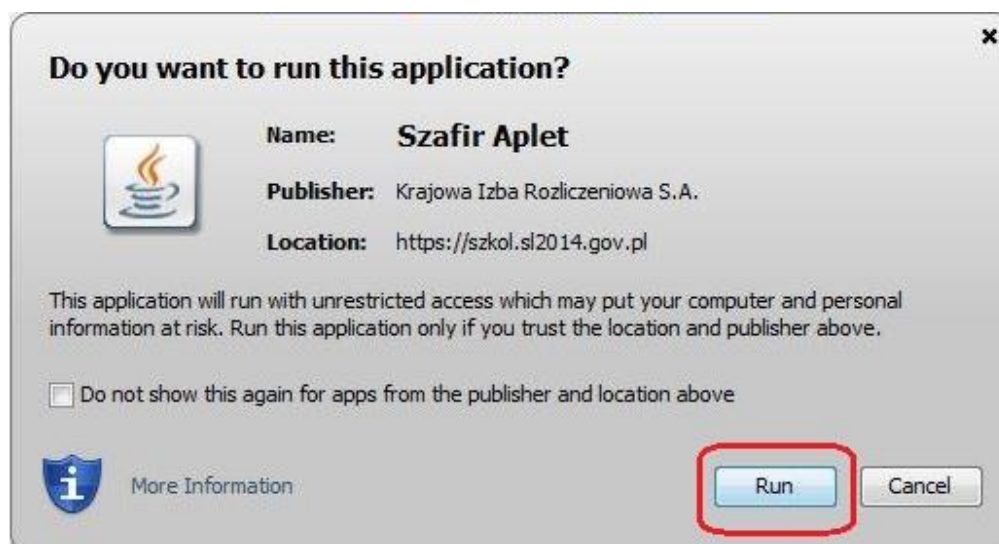 Do you want to run this application?
Name: Szafir Aplet
Publisher: Krajowa Izba Rozliczeniowa S.A.
Location: https://szkol.sl2014.gov.pl
This application will run with unrestricted access which may put your computer and personal
information at risk. Run this application only if you trust the location and publisher above.
Do not show this again for apps from the publisher and location above
More Information
Run
Cancel